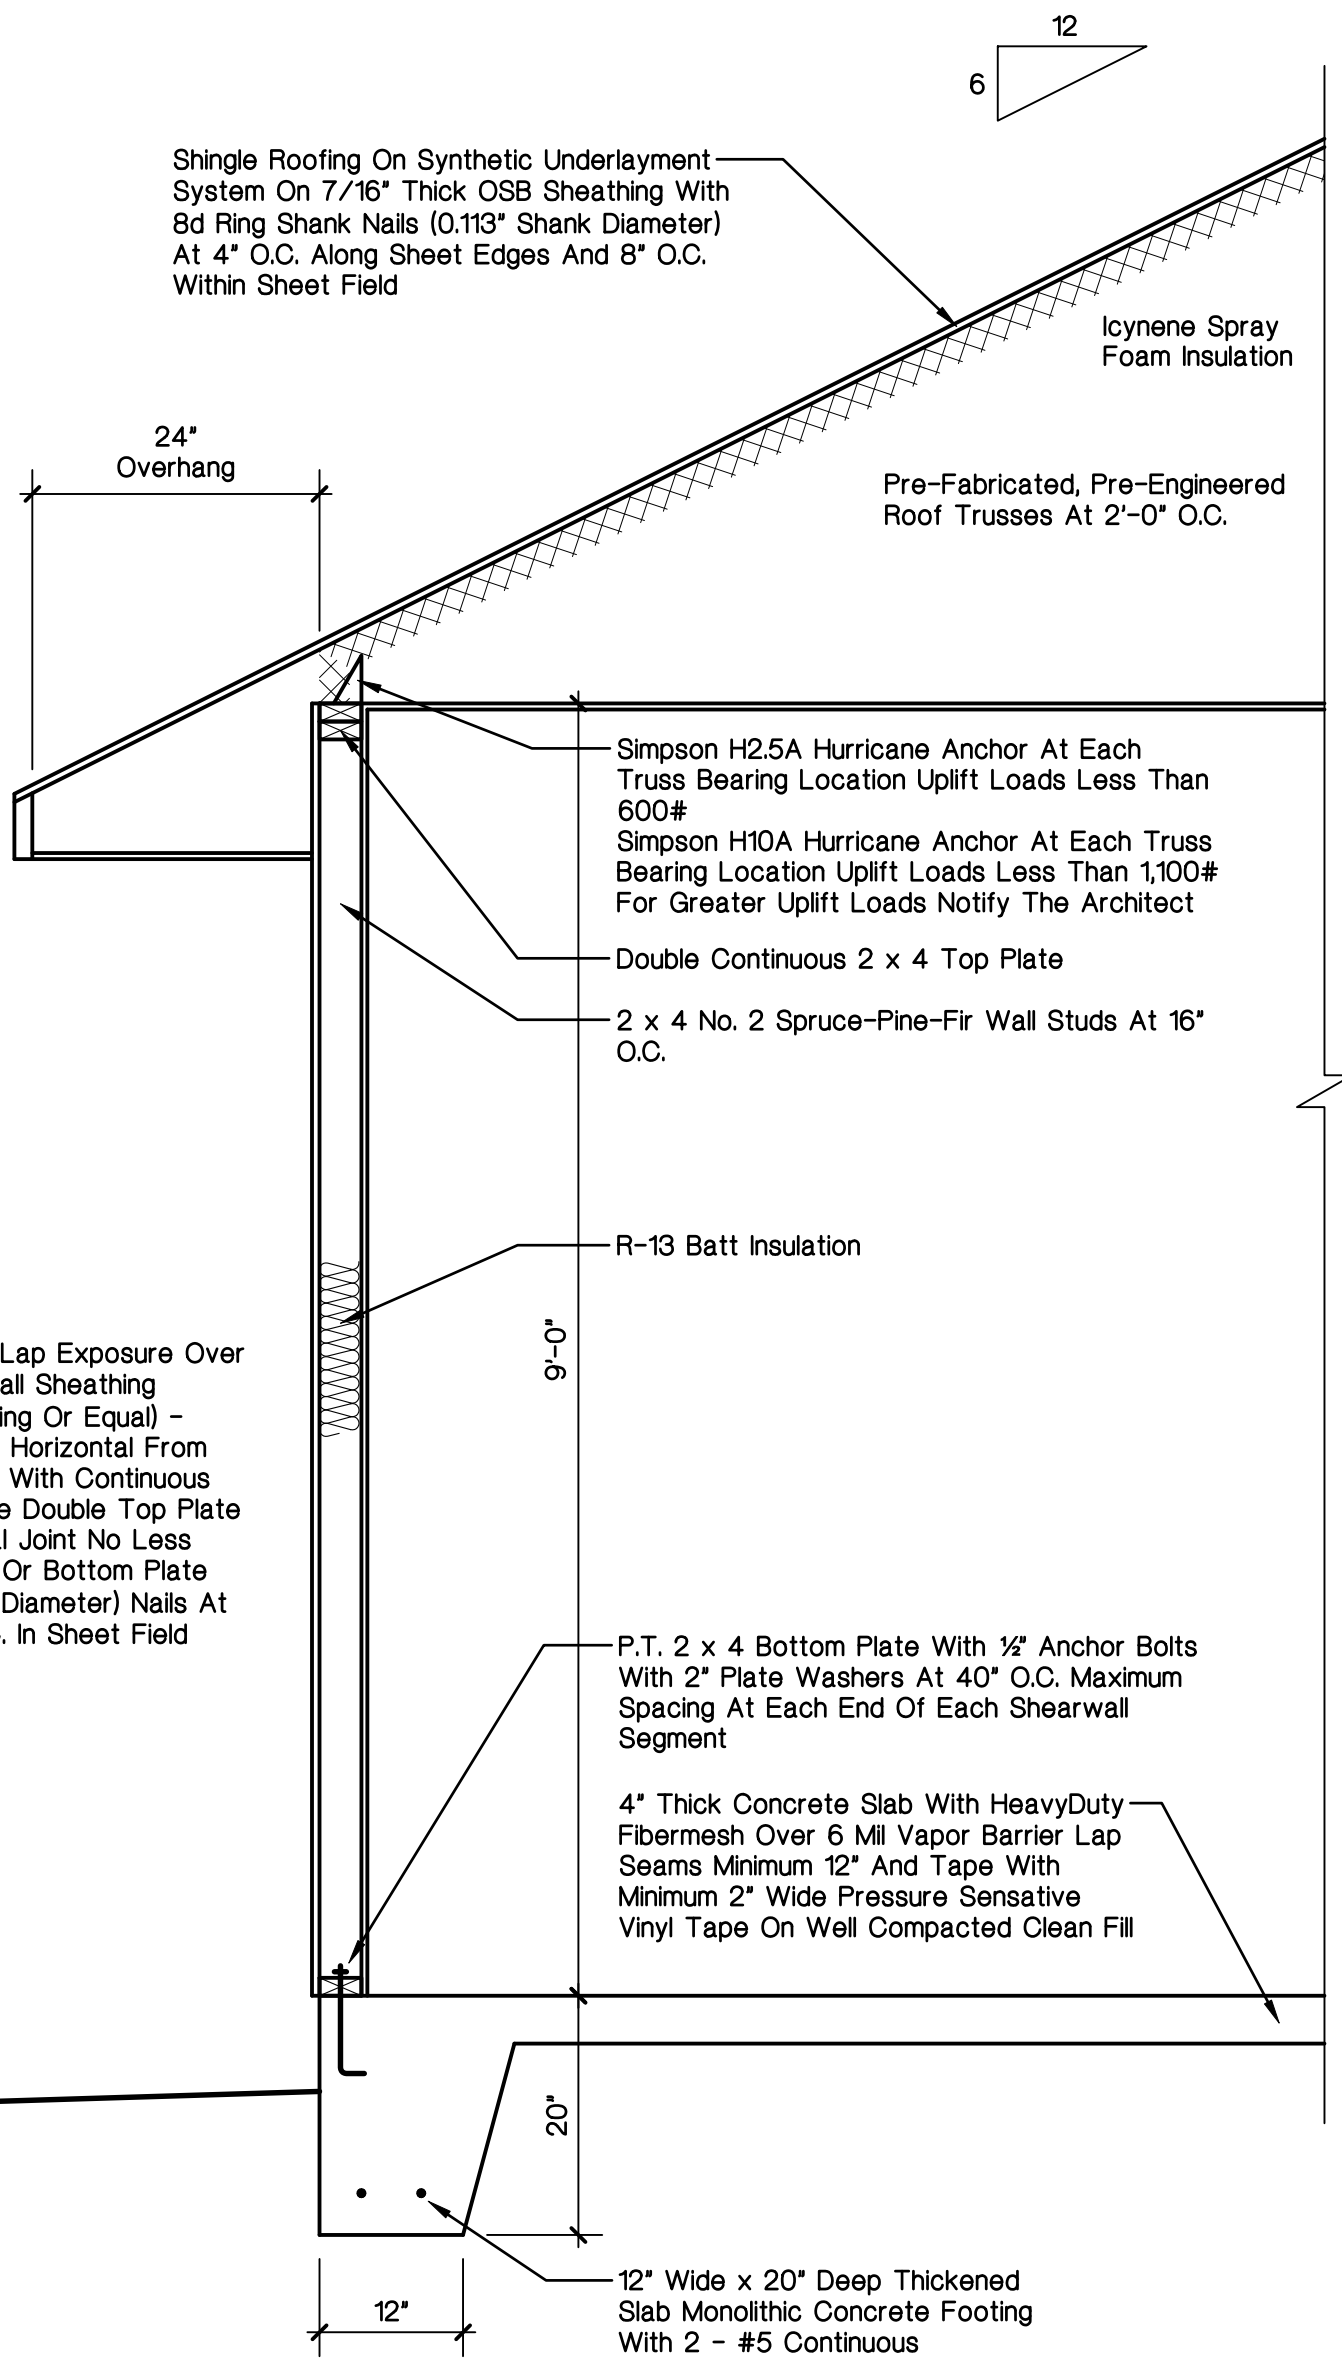 12
6
Shingle Roofing On Synthetic Underlayment
System On 7/16" Thick OSB Sheathing With
8d Ring Shank Nails (0.113" Shank Diameter)
At 4" O.C. Along Sheet Edges And 8" O.C.
Within Sheet Field
Icynene Spray
Foam Insulation
24"
Overhang
Pre-Fabricated, Pre-Engineered
Roof Trusses At 2'-0" O.C.
Simpson H2.5A Hurricane Anchor At Each
Truss Bearing Location Uplift Loads Less Than
600#
Simpson H10A Hurricane Anchor At Each Truss
Bearing Location Uplift Loads Less Than 1,100#
For Greater Uplift Loads Notify The Architect
Double Continuous 2 x 4 Top Plate
2 x 4 No. 2 Spruce-Pine-Fir Wall Studs At 16"
O.C.
R-13 Batt Insulation
9'-0"
Lap Exposure Over
Sheathing
Or Equal) -
Horizontal From
With Continuous
Double Top Plate
Joint No Less
Or Bottom Plate
Diameter) Nails At
In Sheet Field
P.T. 2 x 4 Bottom Plate With ½" Anchor Bolts
With 2" Plate Washers At 40" O.C. Maximum
Spacing At Each End Of Each Shearwall
Segment
4" Thick Concrete Slab With HeavyDuty
Fibermesh Over 6 Mil Vapor Barrier Lap
Seams Minimum 12" And Tape With
Minimum 2" Wide Pressure Sensative
Vinyl Tape On Well Compacted Clean Fill
20"
12"
12" Wide x 20" Deep Thickened
Slab Monolithic Concrete Footing
With 2 - #5 Continuous